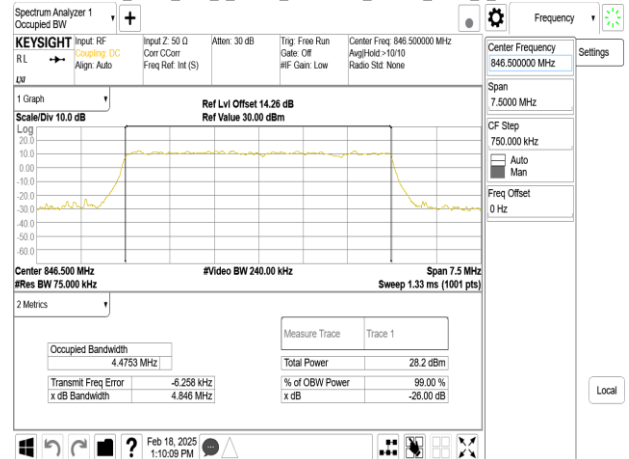 Spectrum Analyzer 1
Occupied BW
Frequency
KEYSIGHT
Input: RF
Input Z: 50 Ω
Atten: 30 dB
Trig: Free Run
Center Freq: 846.500000 MHz
RL
Coupling: DC
Corr CCorr
Gate: Off
Avg|Hold:>10/10
Align: Auto
Freq Ref: Int (S)
#IF Gain: Low
Radio Std: None
LXI
1 Graph
Ref Lvl Offset 14.26 dB
Scale/Div 10.0 dB
Ref Value 30.00 dBm
Log
20.0
10.0
0.00
-10.0
-20.0
-30.0
-40.0
-50.0
-60.0
Center 846.500 MHz
#Video BW 240.00 kHz
Span 7.5 MHz
#Res BW 75.000 kHz
Sweep 1.33 ms (1001 pts)
2 Metrics
Measure Trace
Trace 1
Occupied Bandwidth
4.4753 MHz
Total Power
28.2 dBm
Transmit Freq Error
-6.258 kHz
% of OBW Power
99.00 %
x dB Bandwidth
4.846 MHz
x dB
-26.00 dB
Feb 18, 2025
1:10:09 PM
?
Center Frequency
846.500000 MHz
Settings
Span
7.5000 MHz
CF Step
750.000 kHz
Auto
Man
Freq Offset
0 Hz
Local